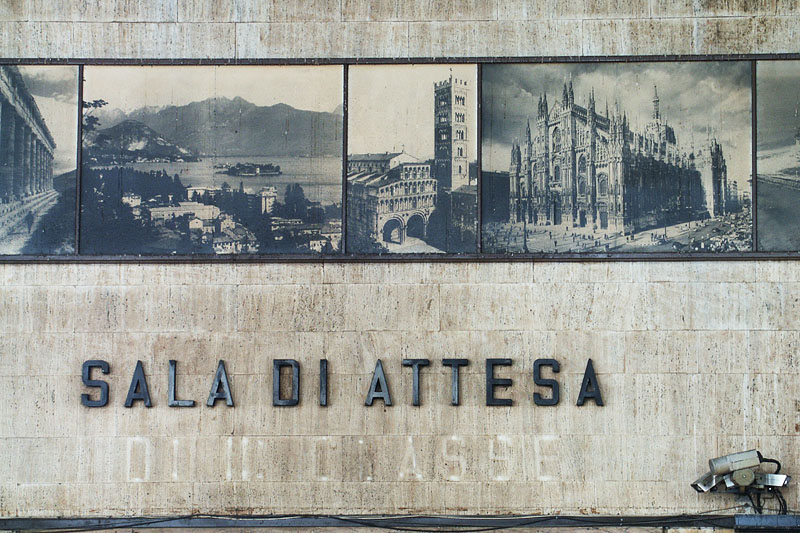 SALA DI ATTESA
DI II. CLASSE